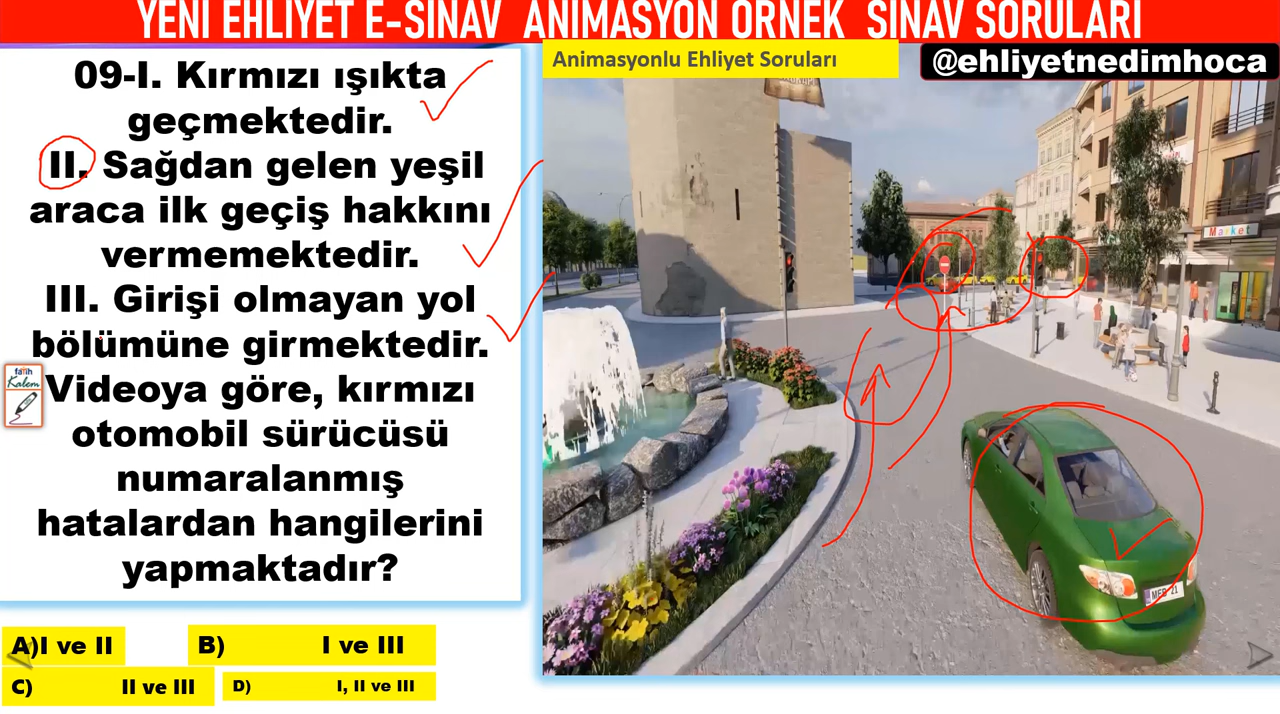 YENİ EHLİYET E-SINAV ANİMASYON ÖRNEK SINAV SORULARI
Animasyonlu Ehliyet Soruları
@ehliyetnedimhoca
09-I. Kırmızı ışıkta
geçmektedir.
II. Sağdan gelen yeşil
araca ilk geçiş hakkını
vermemektedir.
III. Girişi olmayan yol
bölümüne girmektedir.
Videoya göre, kırmızı
otomobil sürücüsü
numaralanmış
hatalardan hangilerini
yapmaktadır?
fatih
Kalem
Market
MEB 21
A)I ve II
B) I ve III
C) II ve III
D) I, II ve III